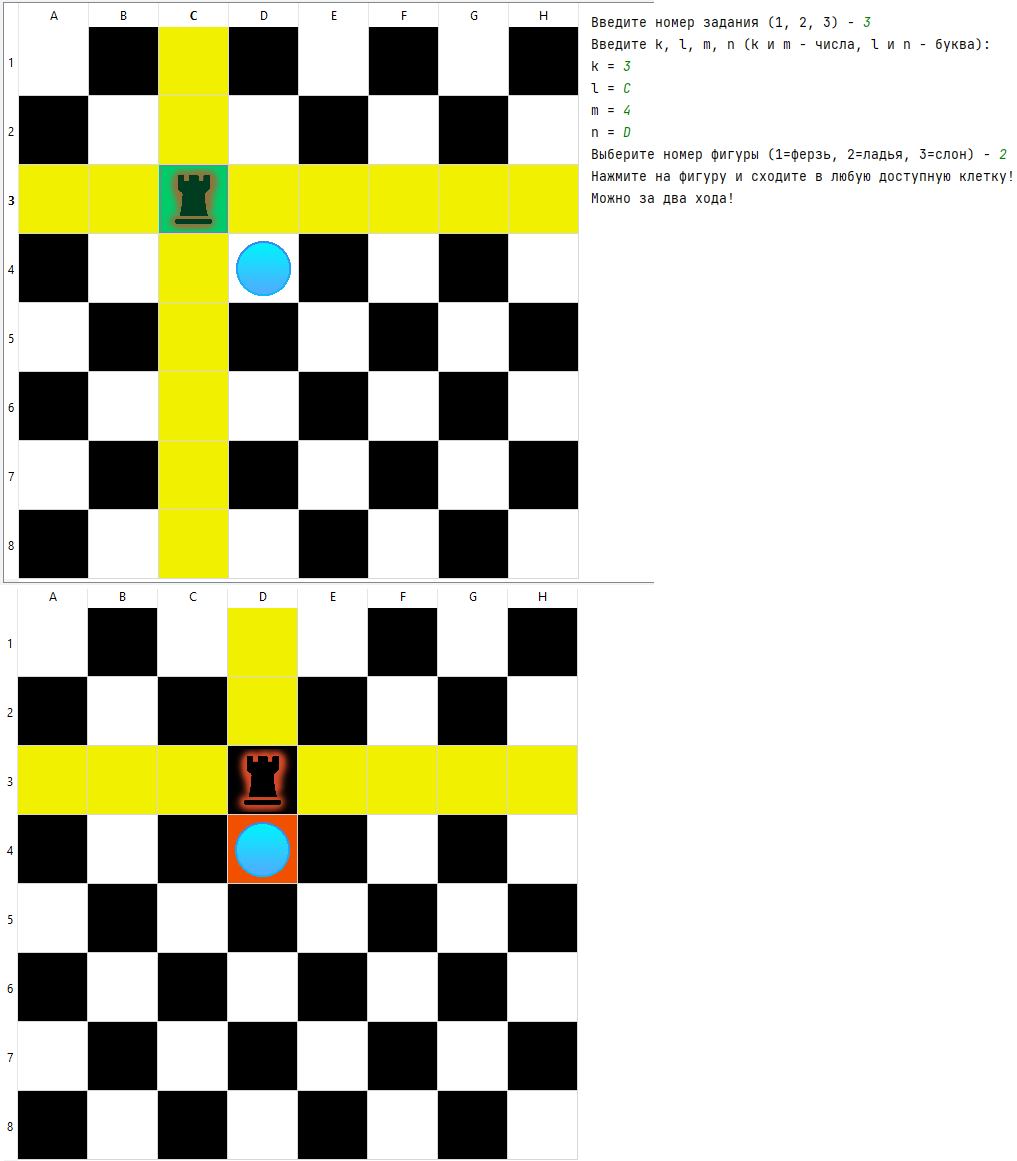 A B C D E F G H
1
2
3
4
5
6
7
8
Введите номер задания (1, 2, 3) - 3
Введите k, l, m, n (k и m - числа, l и n - буква):
k = 3
l = C
m = 4
n = D
Выберите номер фигуры (1=ферзь, 2=ладья, 3=слон) - 2
Нажмите на фигуру и сходите в любую доступную клетку!
Можно за два хода!
A B C D E F G H
1
2
3
4
5
6
7
8